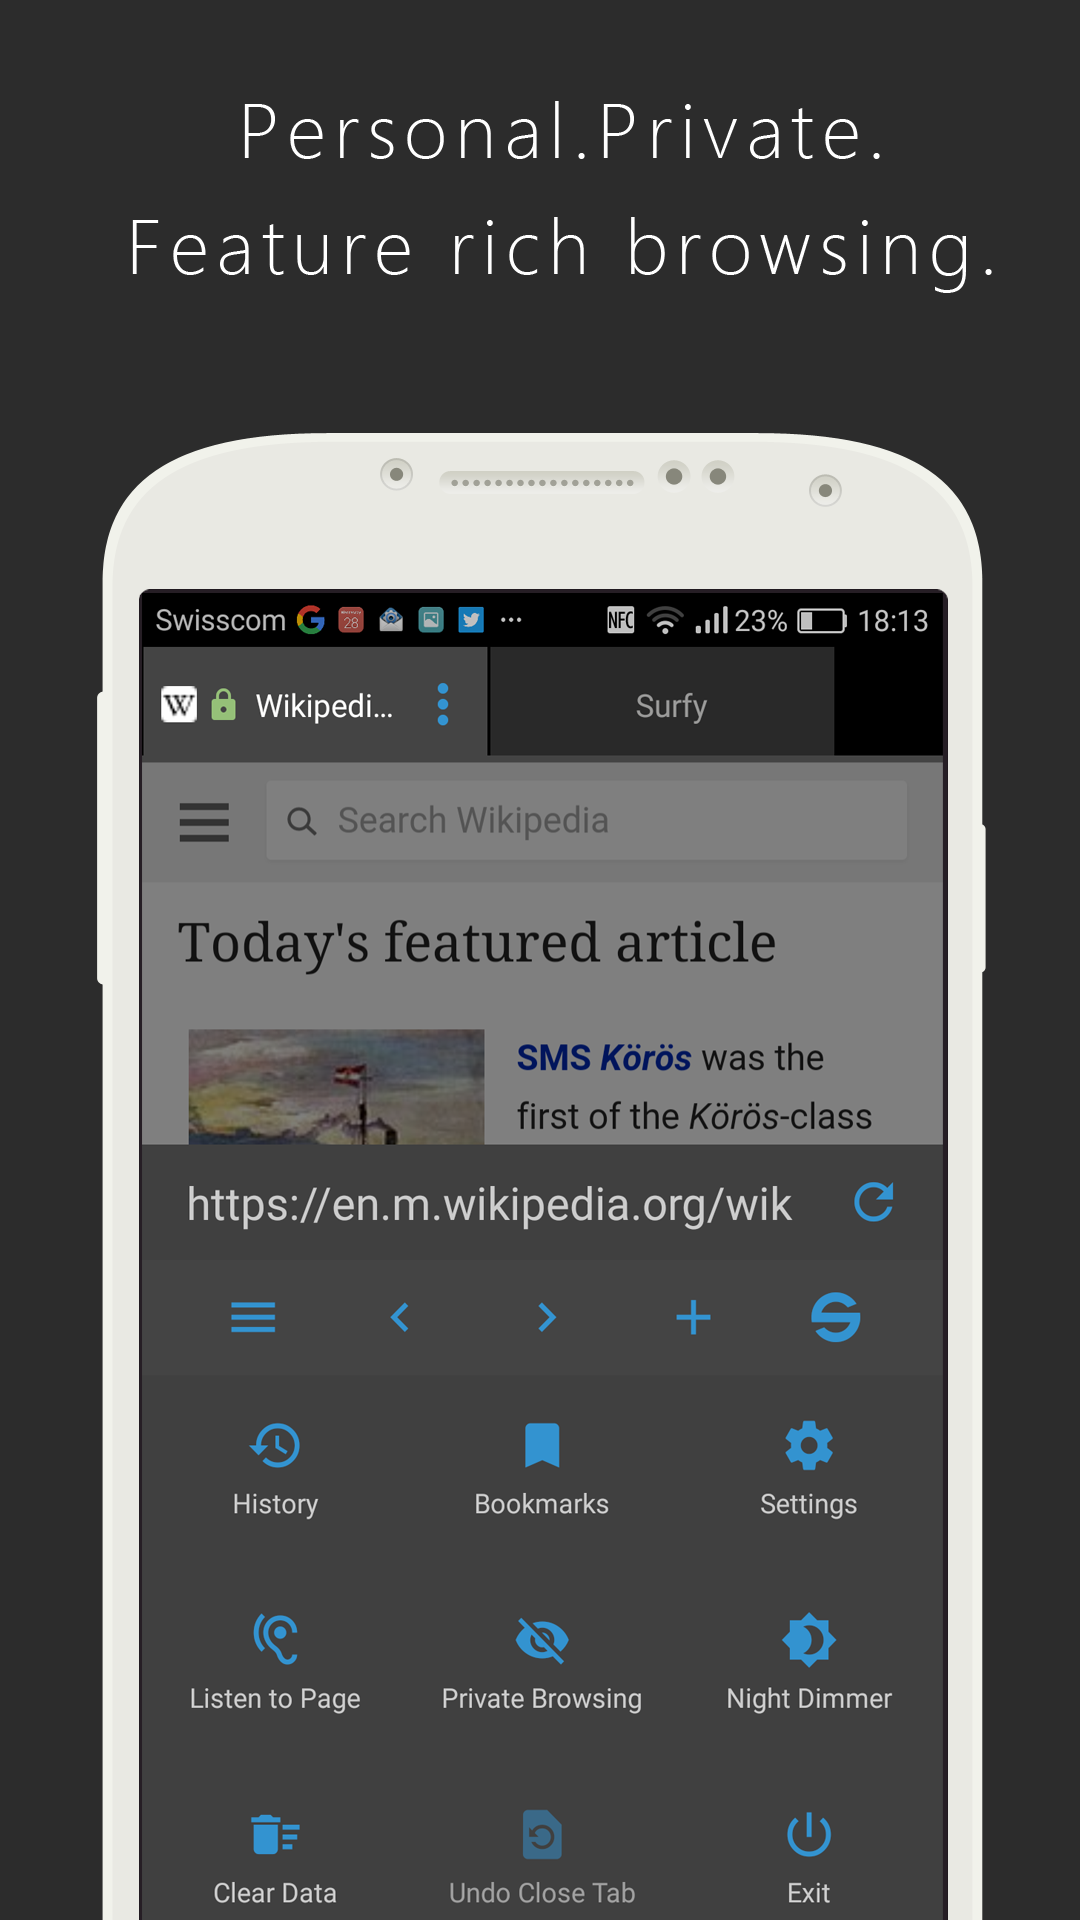 Personal.Private.
Feature rich browsing.
Swisscom 28 NFC 23% 18:13
W Wikipedi... Surfy
Search Wikipedia
Today's featured article
SMS Körös was the
first of the Körös-class
https://en.m.wikipedia.org/wik
History Bookmarks Settings
Listen to Page Private Browsing Night Dimmer
Clear Data Undo Close Tab Exit